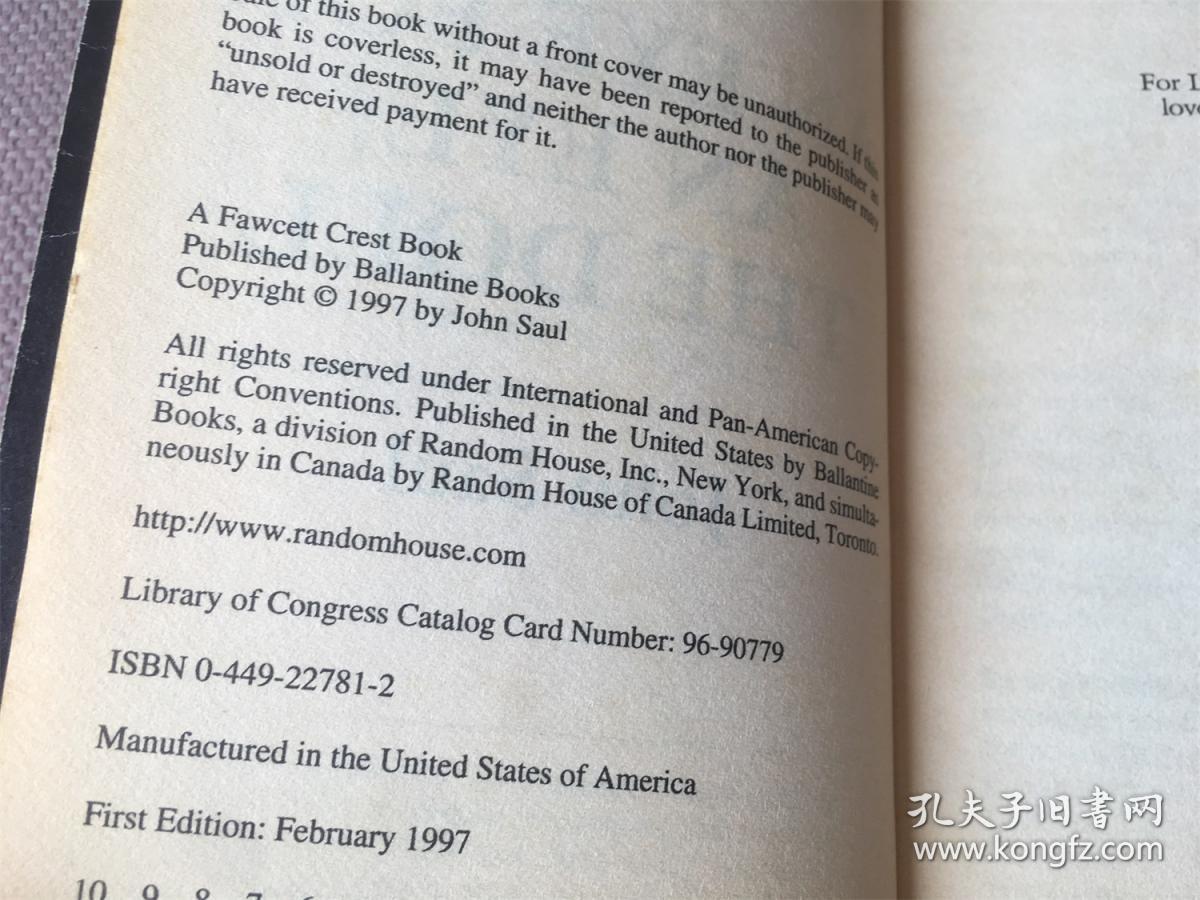 of this book without a front cover may be unauthorized. If this
book is coverless, it may have been reported to the publisher as
“unsold or destroyed” and neither the author nor the publisher may
have received payment for it.
A Fawcett Crest Book
Published by Ballantine Books
Copyright © 1997 by John Saul
All rights reserved under International and Pan-American Copy-
right Conventions. Published in the United States by Ballantine
Books, a division of Random House, Inc., New York, and simulta-
neously in Canada by Random House of Canada Limited, Toronto.
http://www.randomhouse.com
Library of Congress Catalog Card Number: 96-90779
ISBN 0-449-22781-2
Manufactured in the United States of America
First Edition: February 1997
10 9 8 7 6
For L
love
孔夫子旧书网
www.kongfz.com